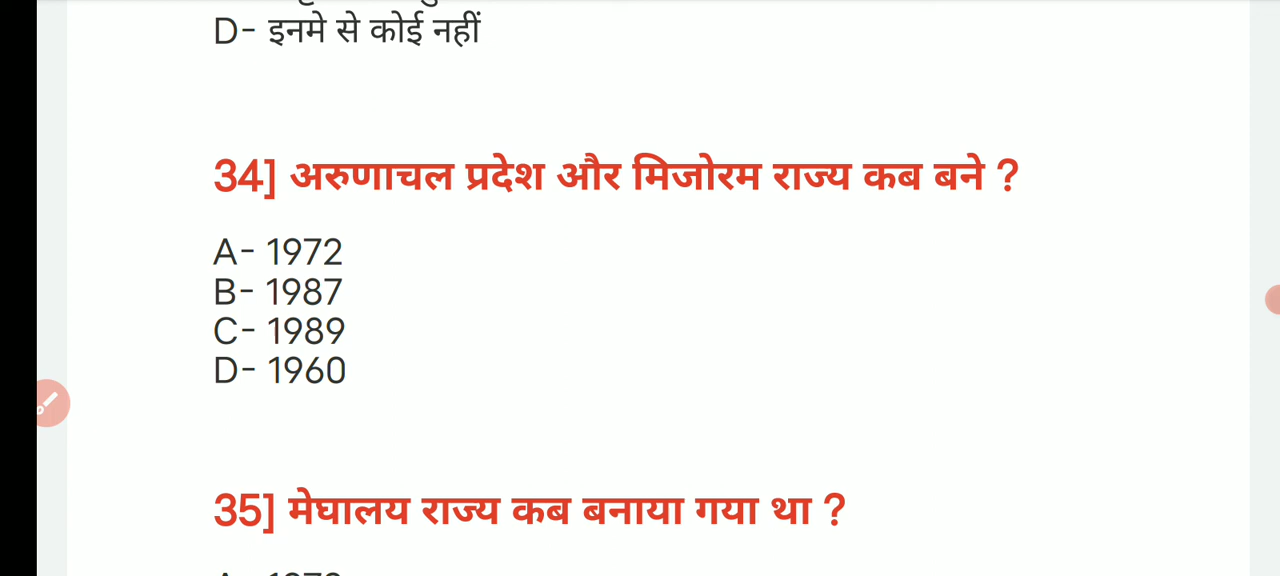 D- इनमे से कोई नहीं
34] अरुणाचल प्रदेश और मिजोरम राज्य कब बने ?
A- 1972
B- 1987
C- 1989
D- 1960
35] मेघालय राज्य कब बनाया गया था ?